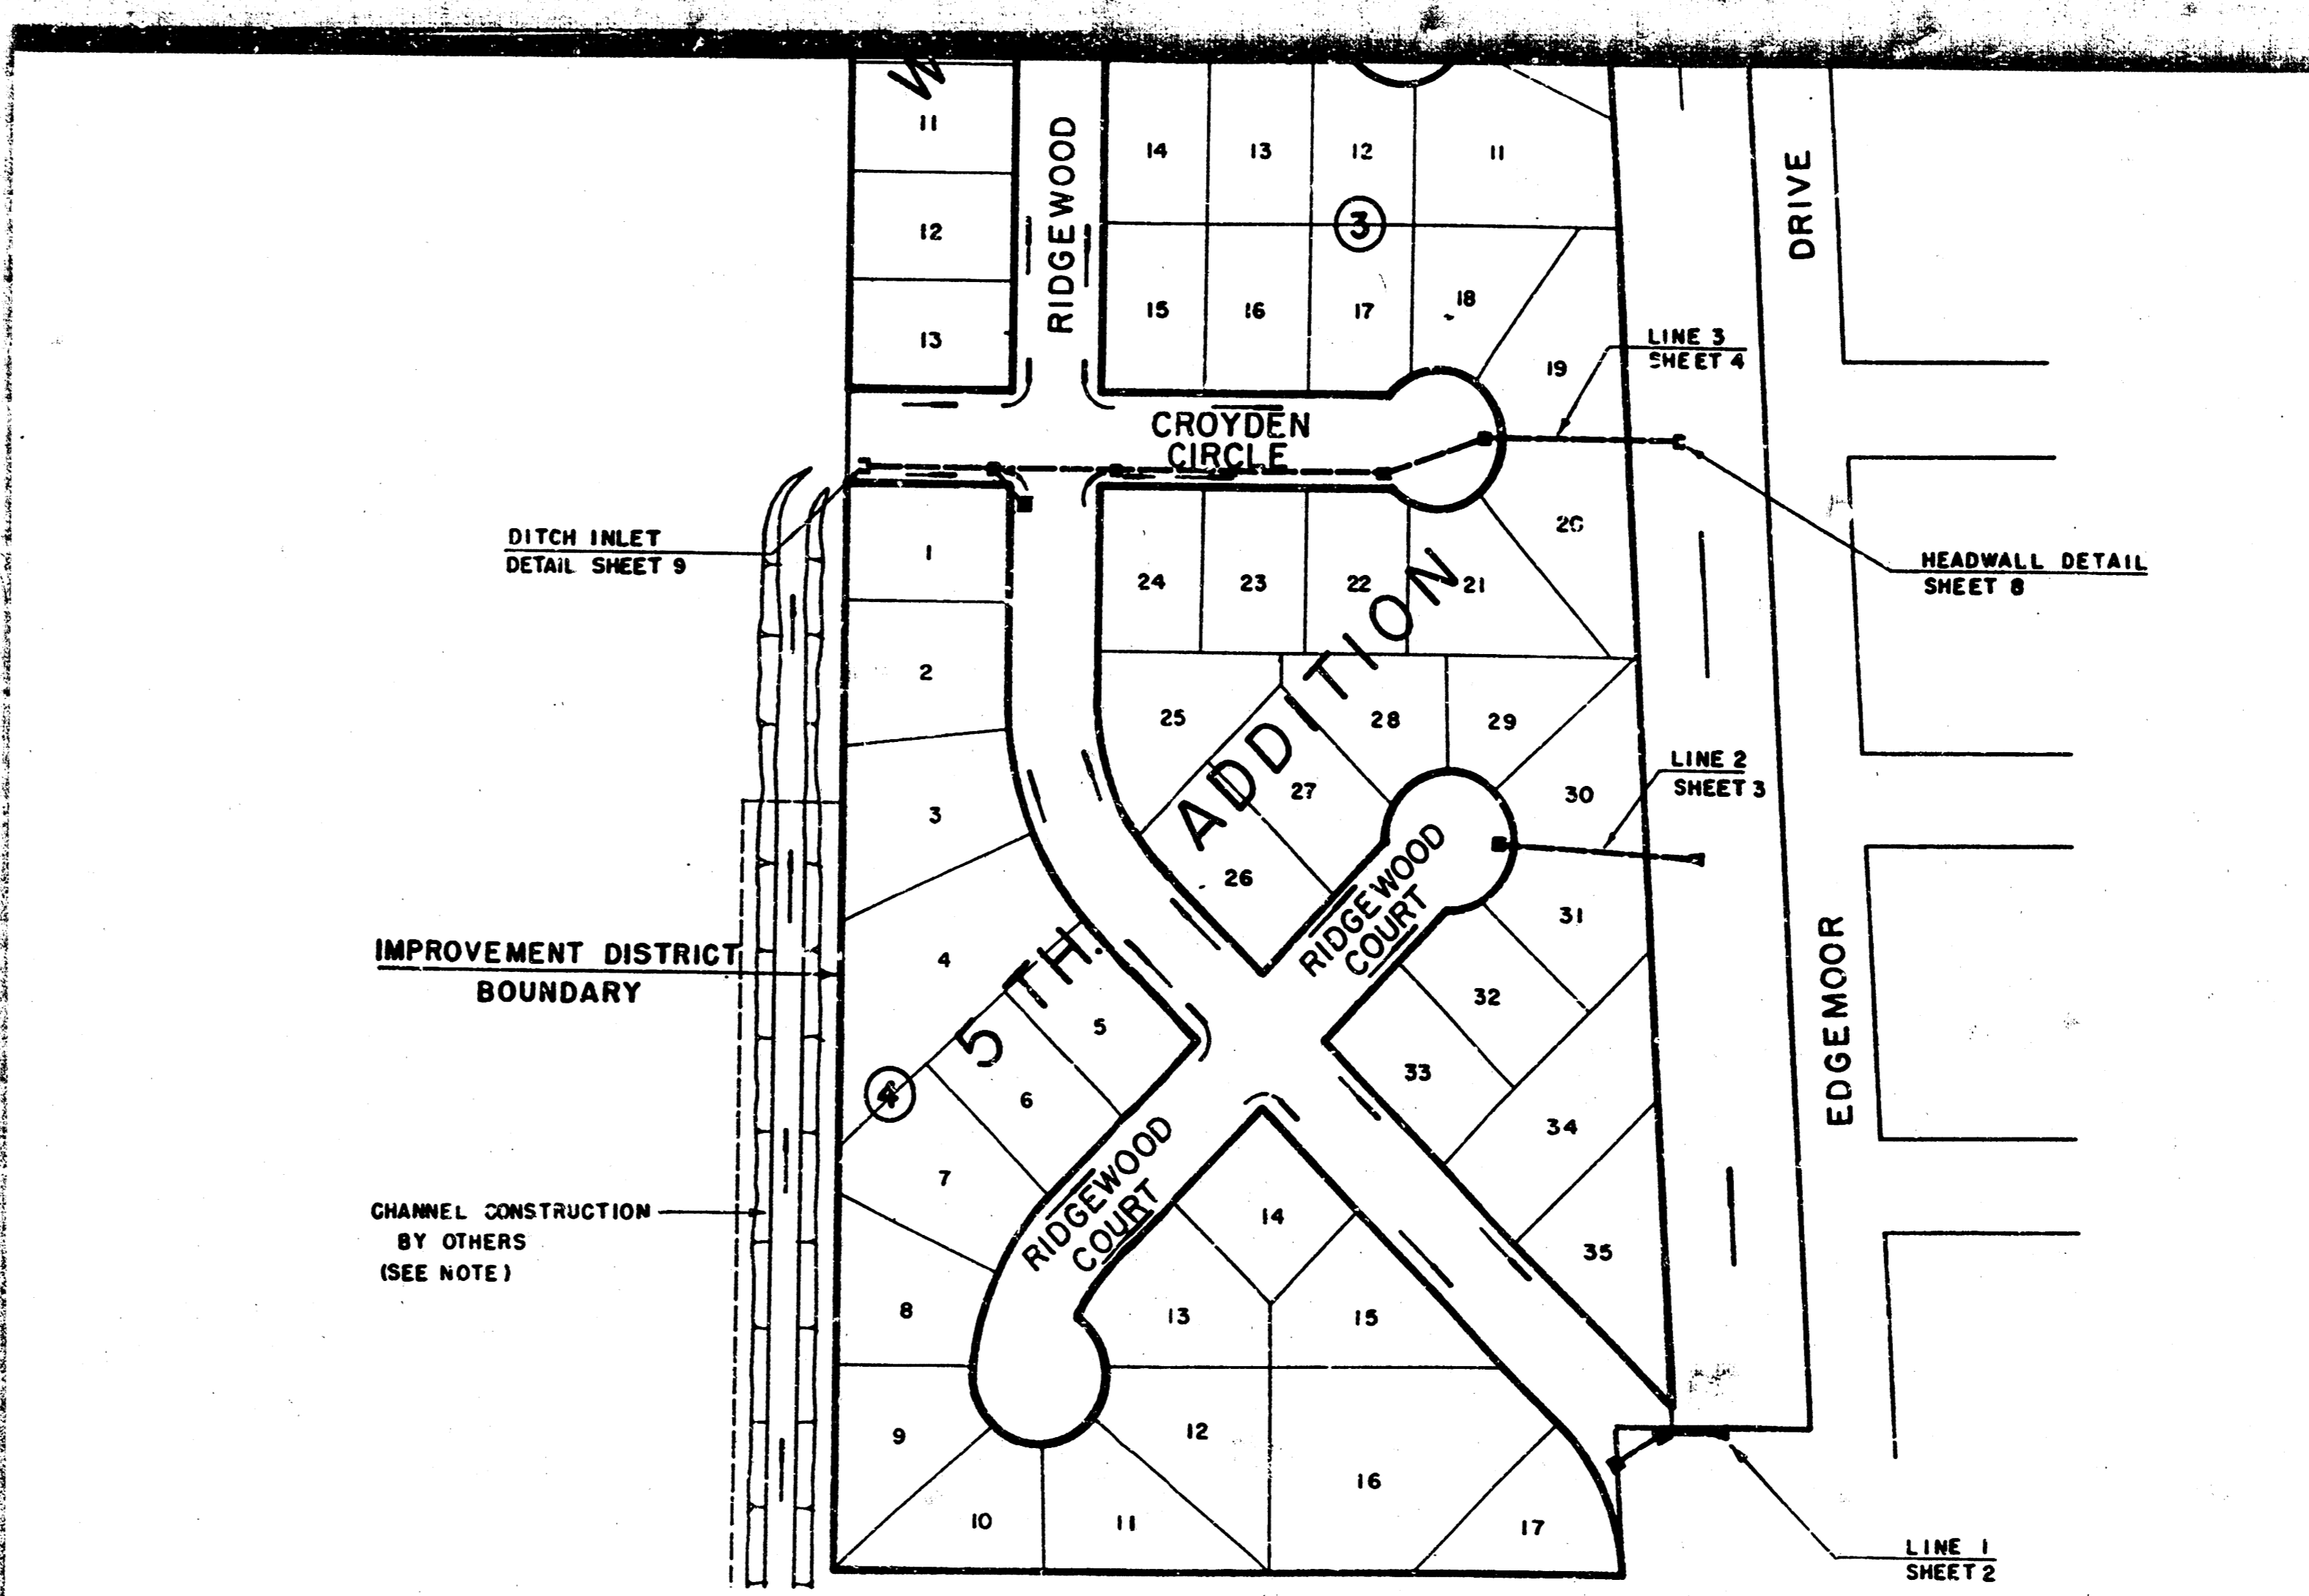 W
11
12
13
RIDGEWOOD
14
13
12
11
3
15
16
17
18
19
DRIVE
LINE 3
SHEET 4
CROYDEN
CIRCLE
DITCH INLET
DETAIL SHEET 9
HEADWALL DETAIL
SHEET 8
1
2
3
24
23
22
21
20
25
26
27
28
29
30
LINE 2
SHEET 3
5 TH. ADDITION
RIDGEWOOD
COURT
31
32
33
34
35
EDGEMOOR
IMPROVEMENT DISTRICT
BOUNDARY
4
5
4
6
7
8
CHANNEL CONSTRUCTION
BY OTHERS
(SEE NOTE)
RIDGEWOOD
COURT
14
13
15
9
12
10
11
16
17
LINE 1
SHEET 2